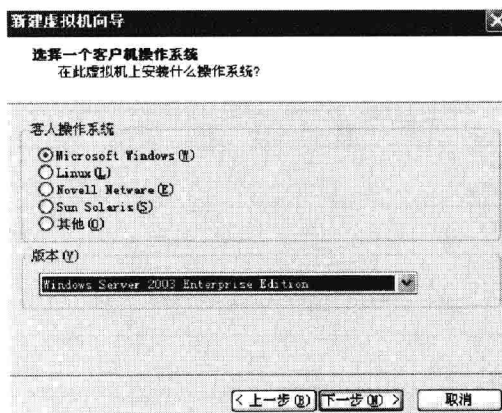 新建虚拟机向导
选择一个客户机操作系统
在此虚拟机上安装什么操作系统?
客人操作系统
Microsoft Windows(W)
Linux(L)
Novell Netware(E)
Sun Solaris(S)
其他(O)
版本(V)
Windows Server 2003 Enterprise Edition
< 上一步(B) 下一步(N) > 取消